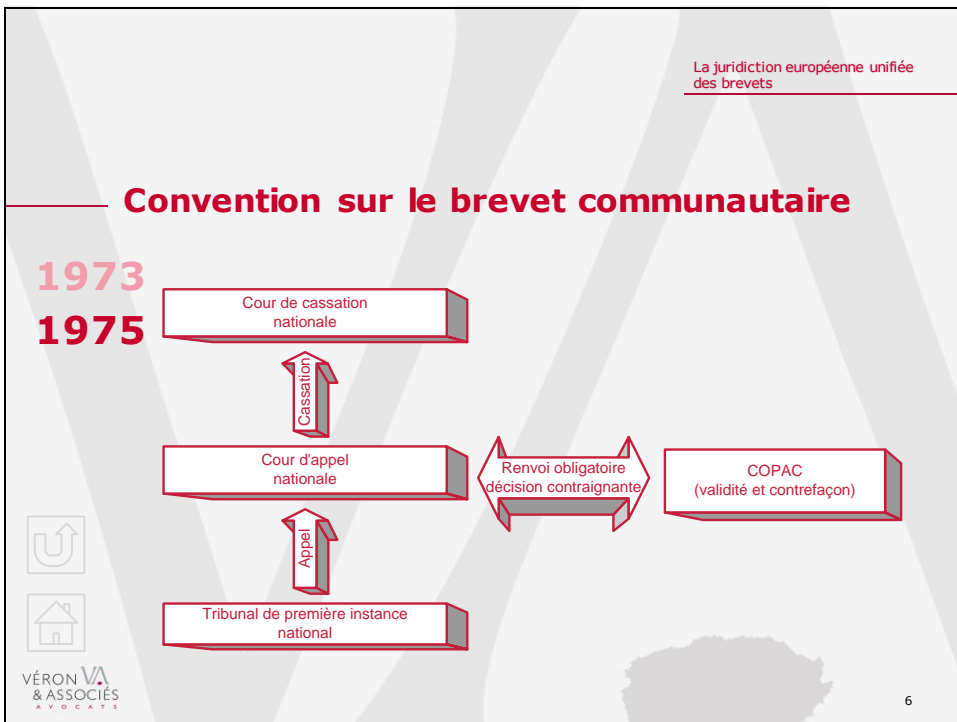 La juridiction européenne unifiée
des brevets
Convention sur le brevet communautaire
1973
1975
Cour de cassation
nationale
Cassation
Cour d'appel
nationale
Renvoi obligatoire
décision contraignante
COPAC
(validité et contrefaçon)
Appel
Tribunal de première instance
national
VÉRON VA
& ASSOCIÉS
AVOCATS
6